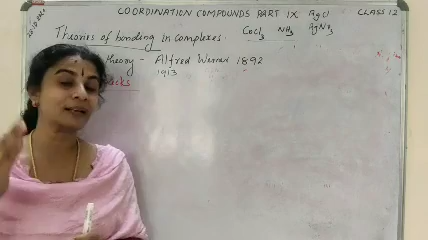 COORDINATION COMPOUNDS PART IX AgCl CLASS 12
Theories of bonding in complexes. CoCl3 NH3 AgNO3
theory - Alfred Werner 1892
1913